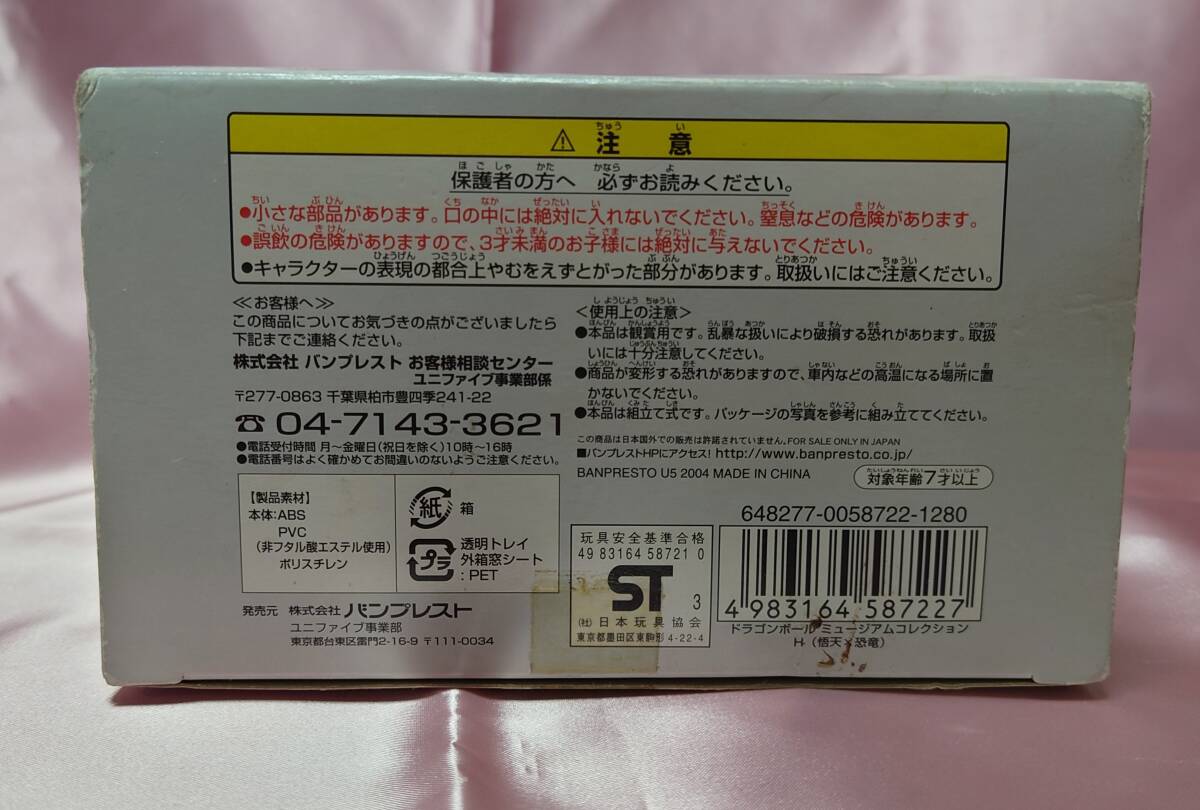 ⚠ 注意
保護者の方へ 必ずお読みください。
●小さな部品があります。口の中には絶対に入れないでください。窒息などの危険があります。
●誤飲の危険がありますので、3才未満のお子様には絶対に与えないでください。
●キャラクターの表現の都合上やむをえずとがった部分があります。取扱いにはご注意ください。
≪お客様へ≫
この商品についてお気づきの点がございましたら
下記までご連絡ください。
株式会社 バンプレスト お客様相談センター
ユニファイブ事業部係
〒277-0863 千葉県柏市豊四季241-22
☎04-7143-3621
●電話受付時間 月〜金曜日(祝日を除く)10時〜16時
●電話番号はよく確かめてお間違いのないようご注意ください。
<使用上の注意>
●本品は観賞用です。乱暴な扱いにより破損する恐れがあります。取扱
いには十分注意してください。
●商品が変形する恐れがありますので、車内などの高温になる場所に置
かないでください。
●本品は組立て式です。パッケージの写真を参考に組み立ててください。
この商品は日本国外での販売は許諾されていません。FOR SALE ONLY IN JAPAN
■バンプレストHPにアクセス! http://www.banpresto.co.jp/
BANPRESTO U5 2004 MADE IN CHINA
対象年齢7才以上
【製品素材】
本体:ABS
PVC
(非フタル酸エステル使用)
ポリスチレン
紙 箱
プラ 透明トレイ
外箱窓シート
: PET
発売元 株式会社 バンプレスト
ユニファイブ事業部
東京都台東区雷門2-16-9 〒111-0034
玩具安全基準合格
49 83164 58721 0
ST 3
(社)日本玩具協会
東京都墨田区東駒形4-22-4
648277-0058722-1280
4 983164 587227
ドラゴンボール ミュージアムコレクション
H (悟天×恐竜)